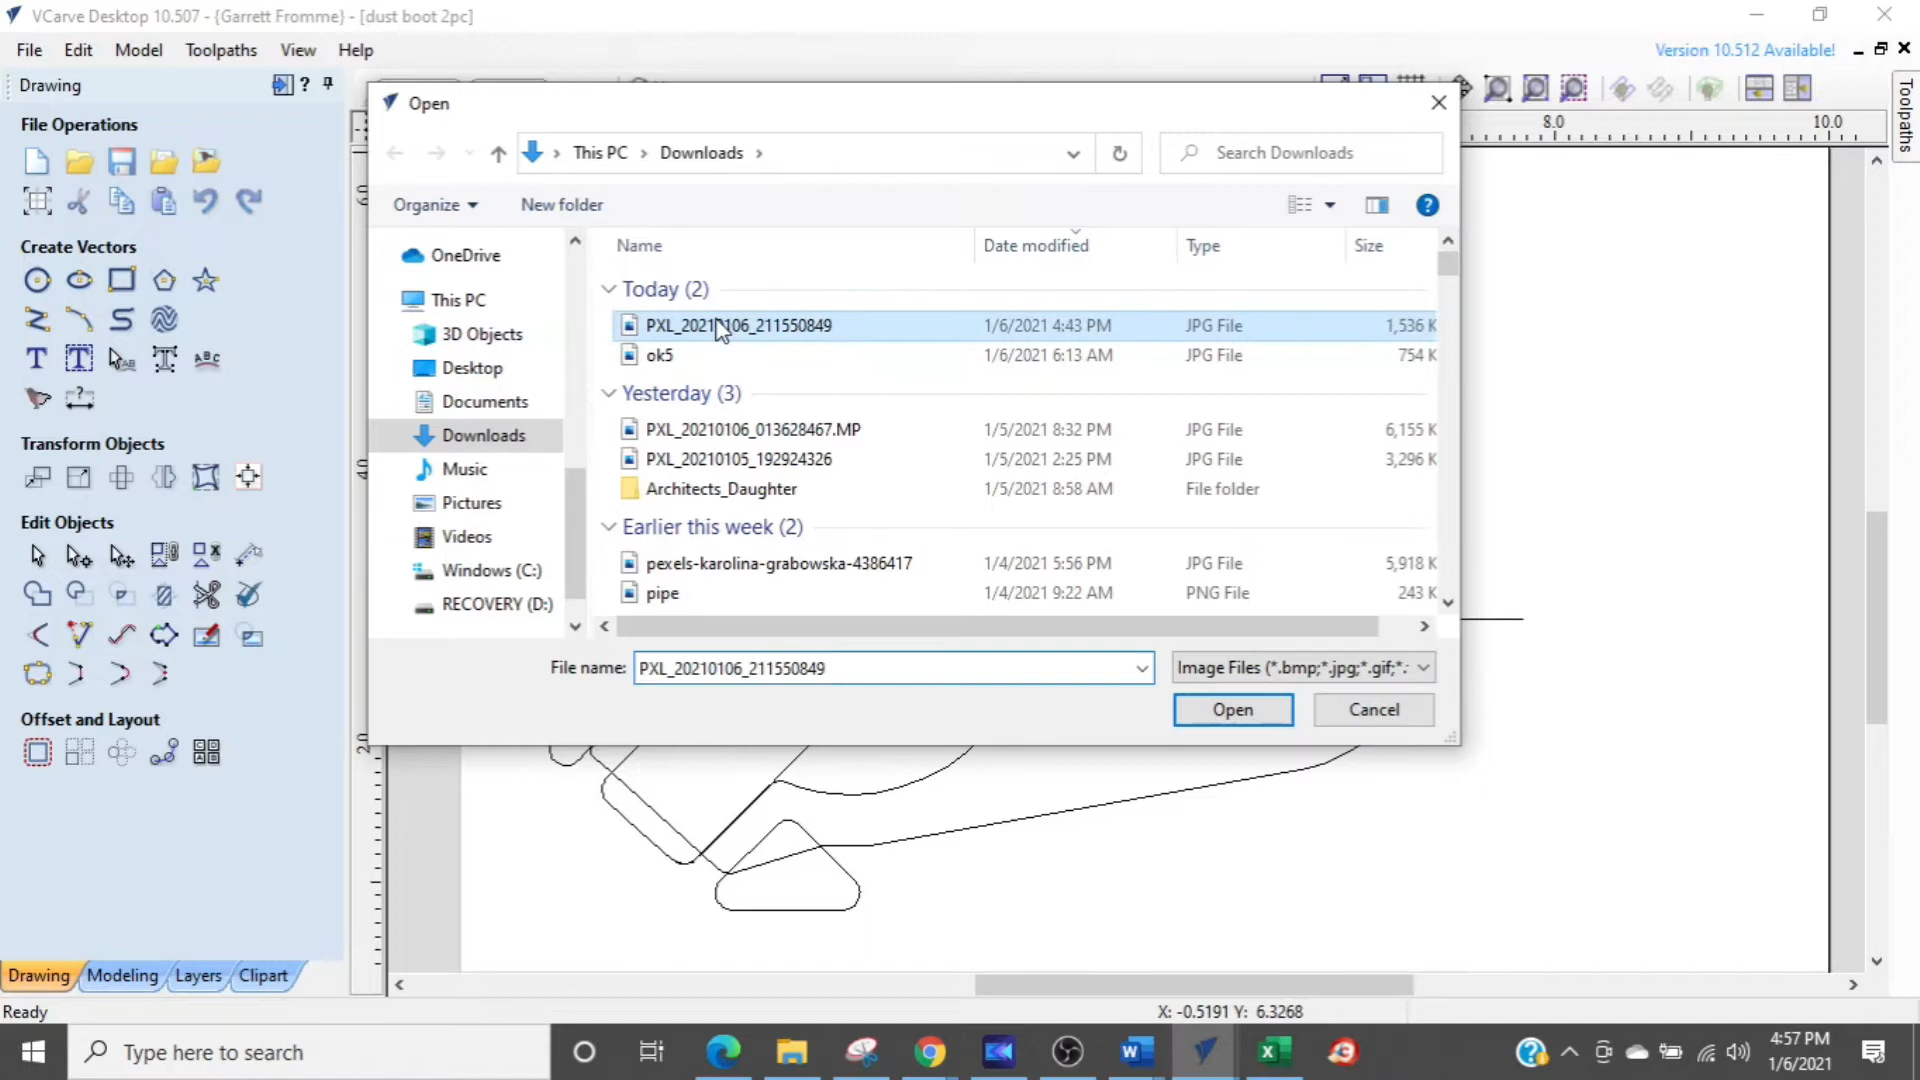 VCarve Desktop 10.507 - {Garrett Fromme} - [dust boot 2pc]
File Edit Model Toolpaths View Help
Version 10.512 Available!
Drawing
File Operations
Create Vectors
Transform Objects
Edit Objects
Offset and Layout
Drawing Modeling Layers Clipart
Ready
Open
This PC > Downloads >
Search Downloads
Organize New folder
OneDrive
This PC
3D Objects
Desktop
Documents
Downloads
Music
Pictures
Videos
Windows (C:)
RECOVERY (D:)
Name Date modified Type Size
Today (2)
PXL_20210106_211550849 1/6/2021 4:43 PM JPG File 1,536 K
ok5 1/6/2021 6:13 AM JPG File 754 K
Yesterday (3)
PXL_20210106_013628467.MP 1/5/2021 8:32 PM JPG File 6,155 K
PXL_20210105_192924326 1/5/2021 2:25 PM JPG File 3,296 K
Architects_Daughter 1/5/2021 8:58 AM File folder
Earlier this week (2)
pexels-karolina-grabowska-4386417 1/4/2021 5:56 PM JPG File 5,918 K
pipe 1/4/2021 9:22 AM PNG File 243 K
File name: PXL_20210106_211550849 Image Files (*.bmp;*.jpg;*.gif;*.
Open Cancel
8.0 10.0
Toolpaths
4.0
2.0
X: -0.5191 Y: 6.3268
Type here to search
4:57 PM
1/6/2021